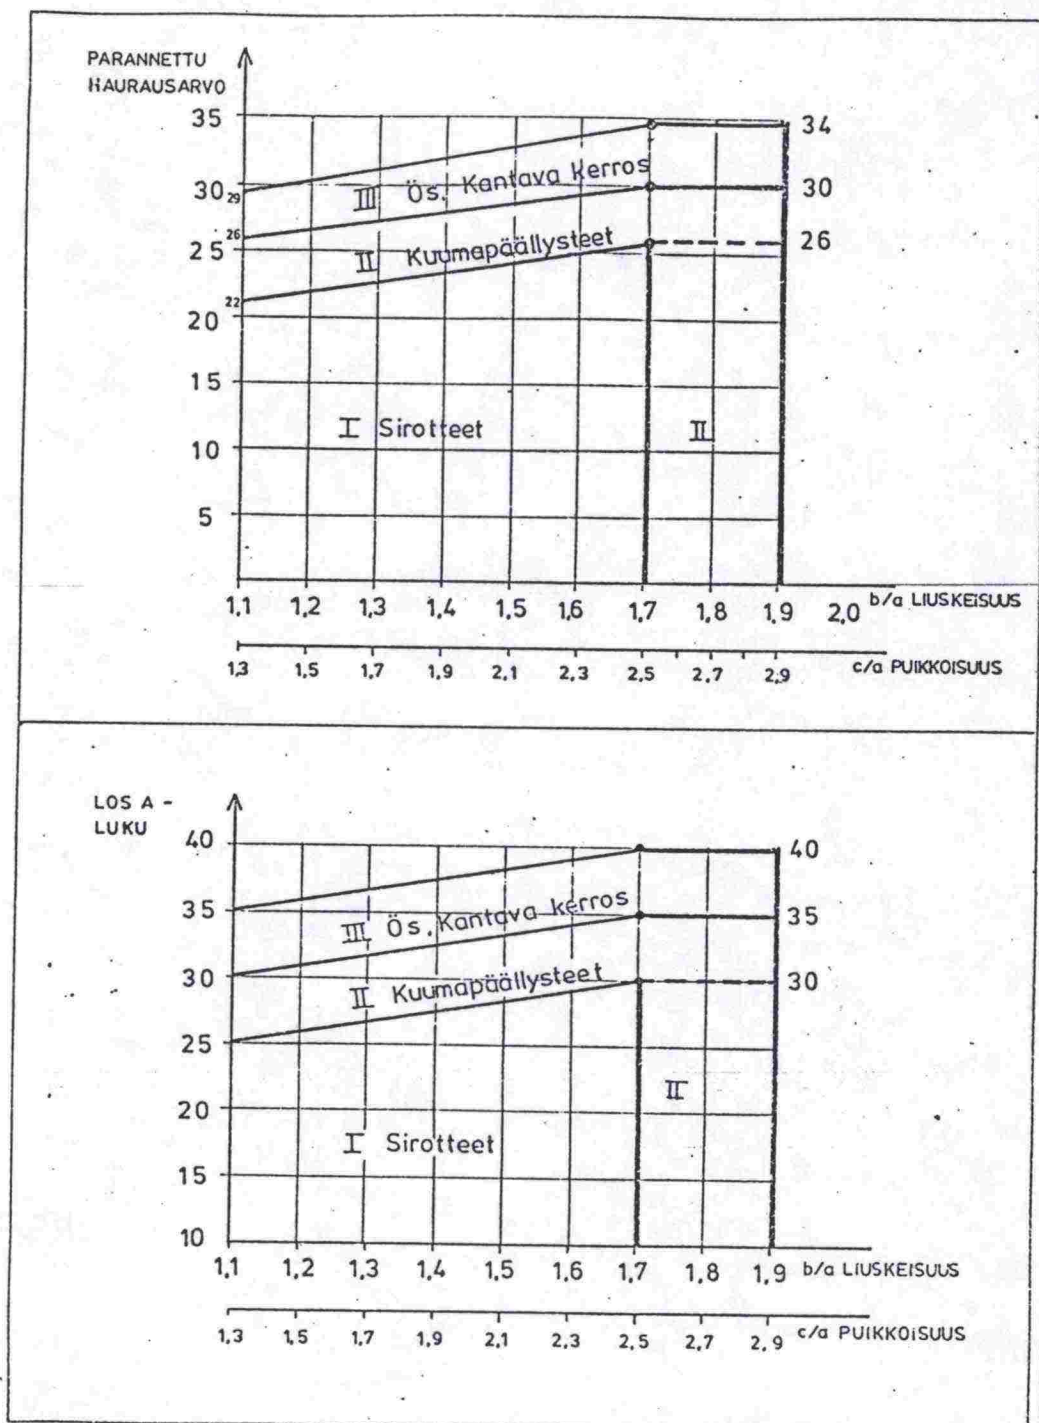 PARANNETTU
HAURAUSARVO
35
34
III Ös. Kantava kerros
30
29
30
26
II Kuumapäällysteet
25
26
22
20
15
I Sirotteet
II
10
5
1,1 1,2 1,3 1,4 1,5 1,6 1,7 1,8 1,9 2,0 b/a LIUSKEISUUS
1,3 1,5 1,7 1,9 2,1 2,3 2,5 2,7 2,9 c/a PUIKKOISUUS
LOS A -
LUKU
40
40
35
III, Ös. Kantava kerros
35
30
II Kuumapäällysteet
30
25
II
20
I Sirotteet
15
10
1,1 1,2 1,3 1,4 1,5 1,6 1,7 1,8 1,9 b/a LIUSKEISUUS
1,3 1,5 1,7 1,9 2,1 2,3 2,5 2,7 2,9 c/a PUIKKOISUUS